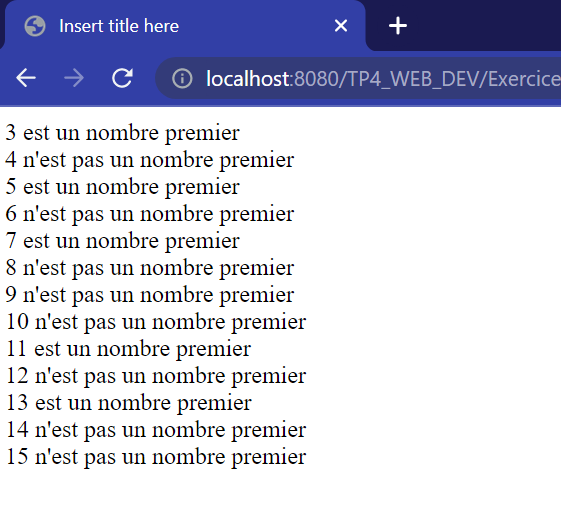 Insert title here
localhost:8080/TP4_WEB_DEV/Exercice
3 est un nombre premier
4 n'est pas un nombre premier
5 est un nombre premier
6 n'est pas un nombre premier
7 est un nombre premier
8 n'est pas un nombre premier
9 n'est pas un nombre premier
10 n'est pas un nombre premier
11 est un nombre premier
12 n'est pas un nombre premier
13 est un nombre premier
14 n'est pas un nombre premier
15 n'est pas un nombre premier